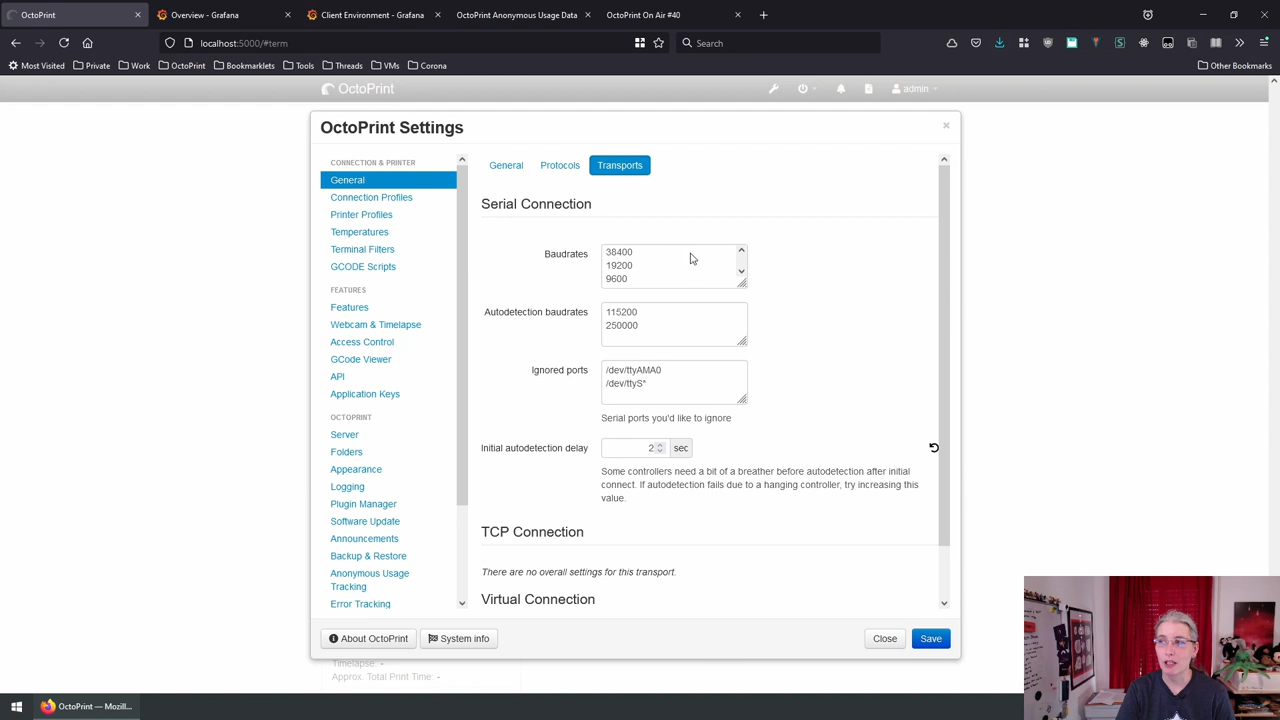 OctoPrint
Overview - Grafana
Client Environment - Grafana
OctoPrint Anonymous Usage Data
OctoPrint On Air #40
localhost:5000/#term
Search
Most Visited
Private
Work
OctoPrint
Bookmarklets
Tools
Threads
VMs
Corona
Other Bookmarks
OctoPrint
admin
OctoPrint Settings
CONNECTION & PRINTER
General
Connection Profiles
Printer Profiles
Temperatures
Terminal Filters
GCODE Scripts
FEATURES
Features
Webcam & Timelapse
Access Control
GCode Viewer
API
Application Keys
OCTOPRINT
Server
Folders
Appearance
Logging
Plugin Manager
Software Update
Announcements
Backup & Restore
Anonymous Usage
Tracking
Error Tracking
General
Protocols
Transports
Serial Connection
Baudrates
38400
19200
9600
Autodetection baudrates
115200
250000
Ignored ports
/dev/ttyAMA0
/dev/ttyS*
Serial ports you'd like to ignore
Initial autodetection delay
2
sec
Some controllers need a bit of a breather before autodetection after initial
connect. If autodetection fails due to a hanging controller, try increasing this
value.
TCP Connection
There are no overall settings for this transport.
Virtual Connection
About OctoPrint
System info
Close
Save
Timelapse: -
Approx. Total Print Time: -
OctoPrint — Mozill...